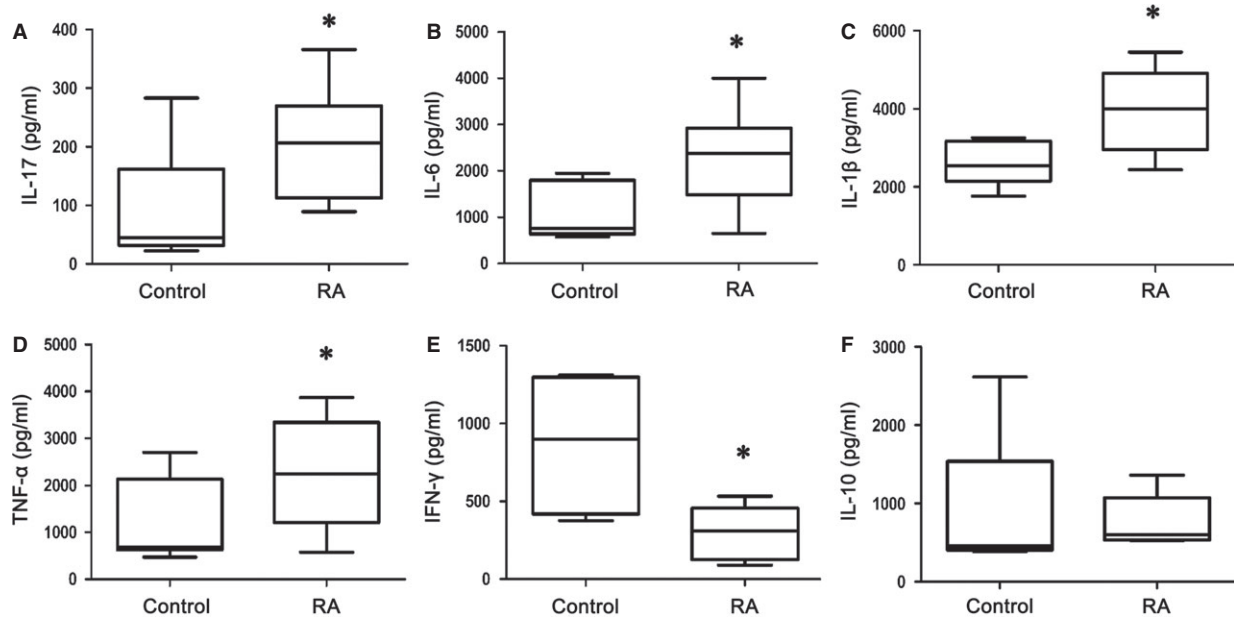 A
IL-17 (pg/ml)
400
300
200
100
0
*
Control
RA
B
IL-6 (pg/ml)
5000
4000
3000
2000
1000
0
*
Control
RA
C
IL-1β (pg/ml)
6000
4000
2000
0
*
Control
RA
D
TNF-α (pg/ml)
5000
4000
3000
2000
1000
0
*
Control
RA
E
IFN-γ (pg/ml)
1500
1000
500
0
*
Control
RA
F
IL-10 (pg/ml)
3000
2000
1000
0
Control
RA